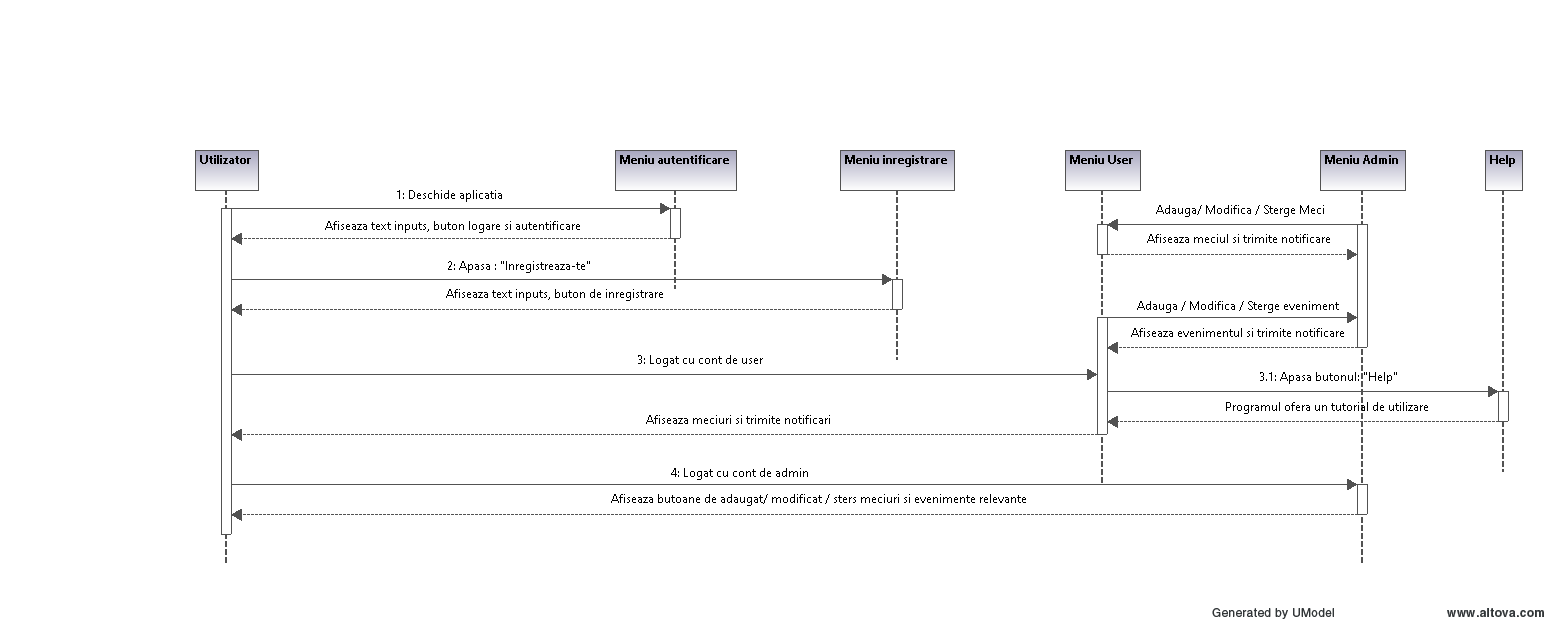 Utilizator
Meniu autentificare
Meniu inregistrare
Meniu User
Meniu Admin
Help
1: Deschide aplicatia
Adauga/ Modifica / Sterge Meci
Afiseaza text inputs, buton logare si autentificare
Afiseaza meciul si trimite notificare
2: Apasa : "Inregistreaza-te"
Afiseaza text inputs, buton de inregistrare
Adauga / Modifica / Sterge eveniment
Afiseaza evenimentul si trimite notificare
3: Logat cu cont de user
3.1: Apasa butonul: "Help"
Programul ofera un tutorial de utilizare
Afiseaza meciuri si trimite notificari
4: Logat cu cont de admin
Afiseaza butoane de adaugat/ modificat / sters meciuri si evenimente relevante
Generated by UModel
www.altova.com